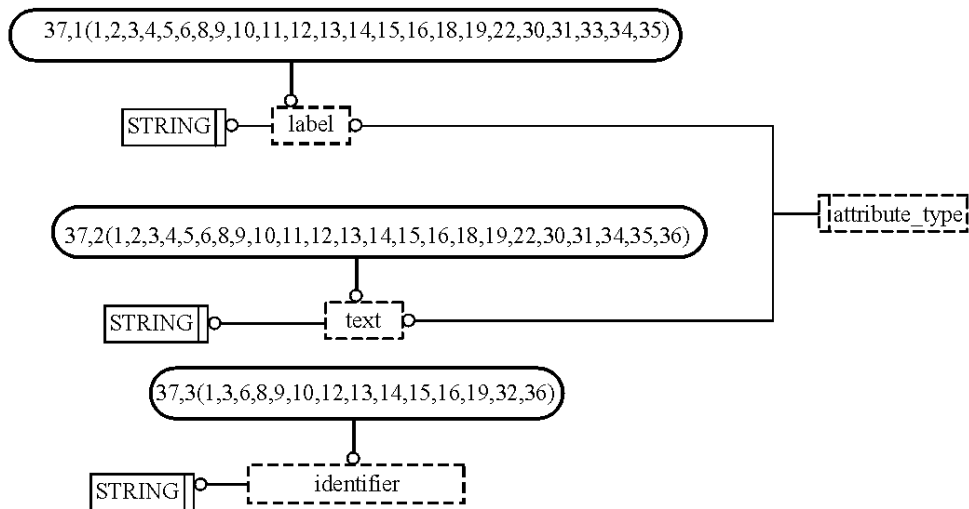 37,1(1,2,3,4,5,6,8,9,10,11,12,13,14,15,16,18,19,22,30,31,33,34,35)
STRING
label
attribute_type
37,2(1,2,3,4,5,6,8,9,10,11,12,13,14,15,16,18,19,22,30,31,34,35,36)
STRING
text
37,3(1,3,6,8,9,10,12,13,14,15,16,19,32,36)
STRING
identifier